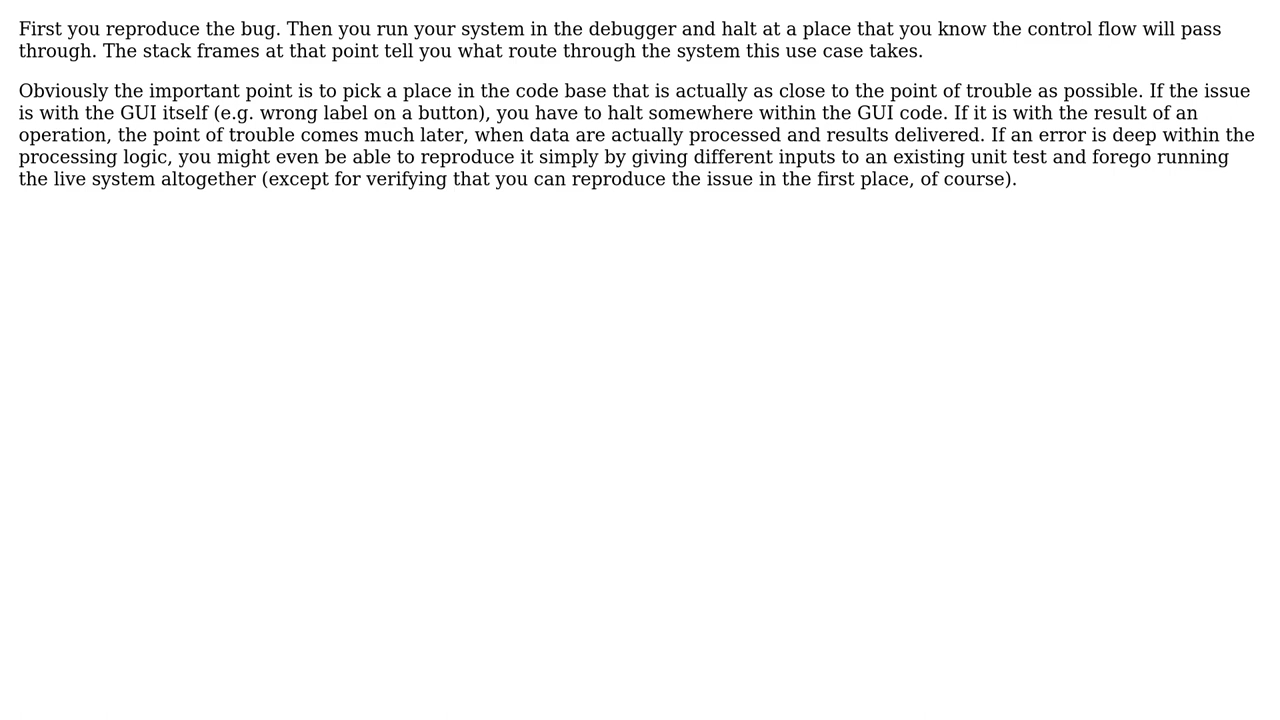 First you reproduce the bug. Then you run your system in the debugger and halt at a place that you know the control flow will pass
through. The stack frames at that point tell you what route through the system this use case takes.
Obviously the important point is to pick a place in the code base that is actually as close to the point of trouble as possible. If the issue
is with the GUI itself (e.g. wrong label on a button), you have to halt somewhere within the GUI code. If it is with the result of an
operation, the point of trouble comes much later, when data are actually processed and results delivered. If an error is deep within the
processing logic, you might even be able to reproduce it simply by giving different inputs to an existing unit test and forego running
the live system altogether (except for verifying that you can reproduce the issue in the first place, of course).